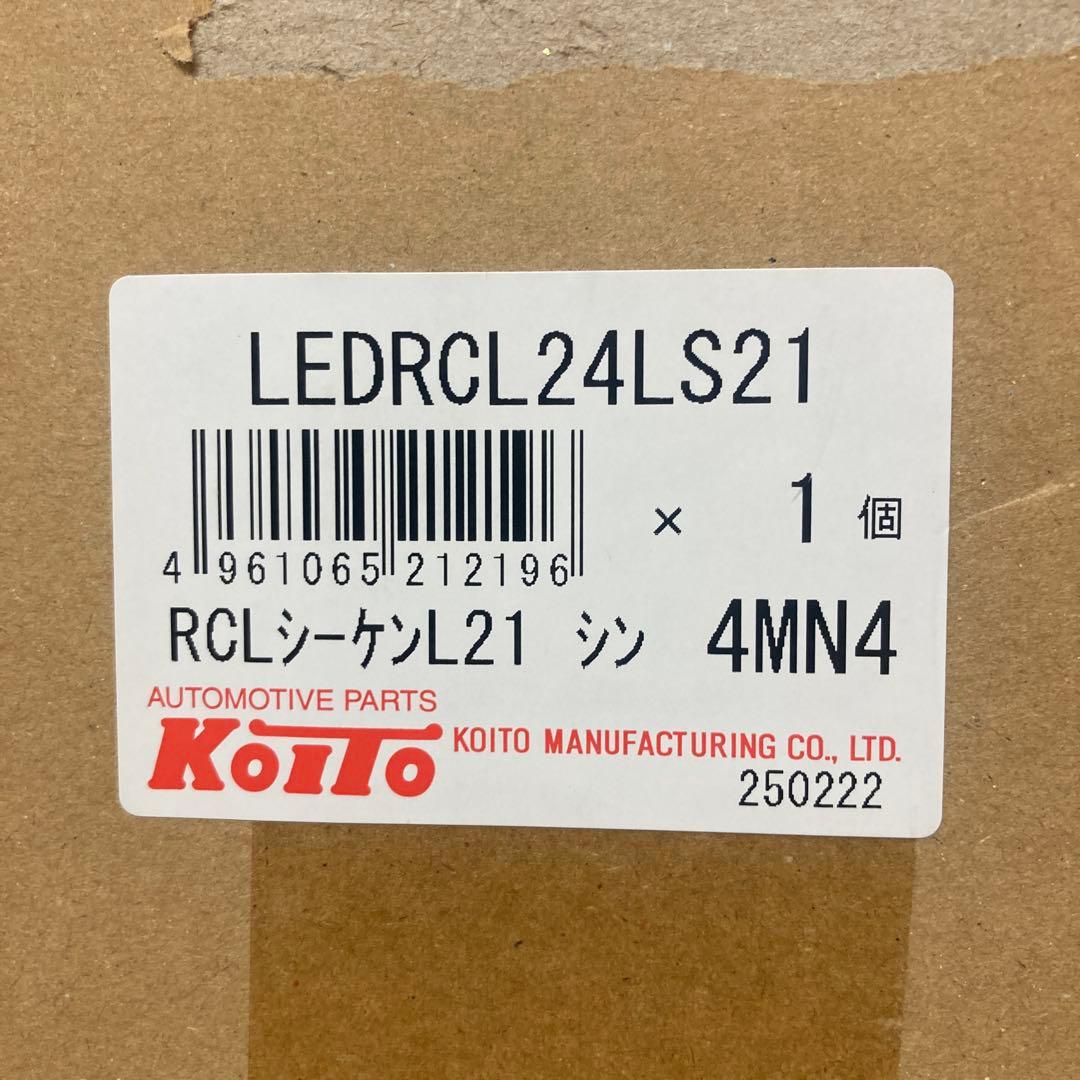 LEDRCL24LS21
× 1 個
4 961065 212196
RCLシーケンL21 シン 4MN4
AUTOMOTIVE PARTS
KOITO KOITO MANUFACTURING CO., LTD.
250222